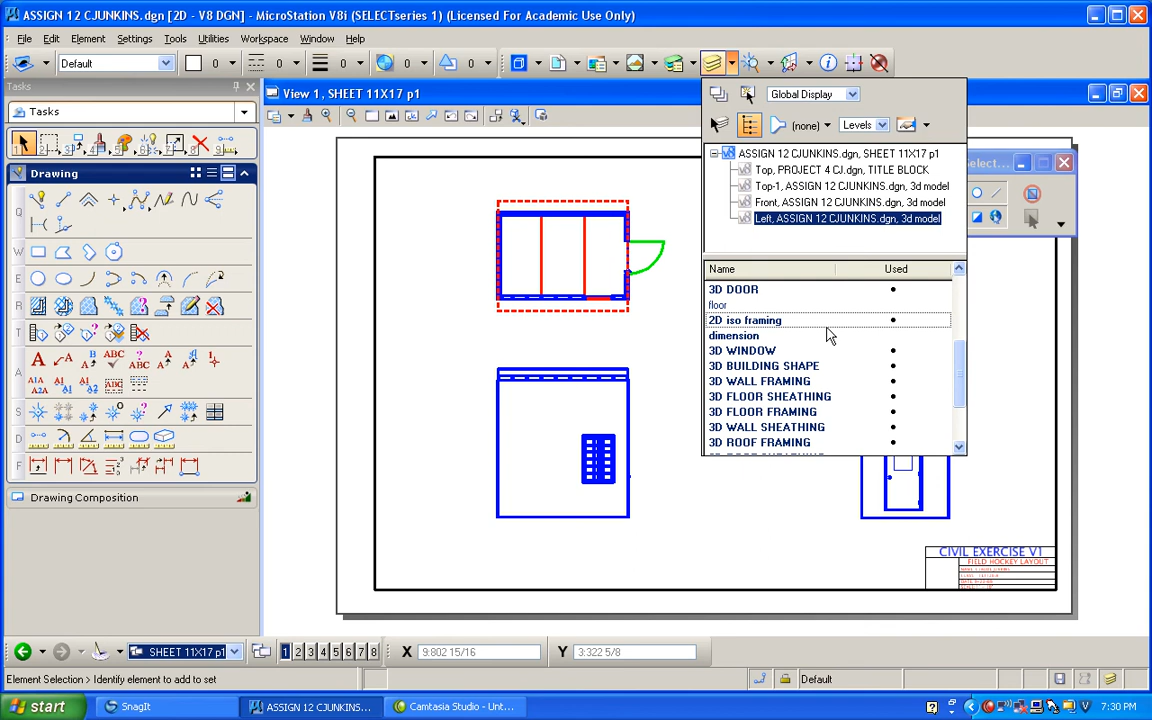 ASSIGN 12 CJUNKINS.dgn [2D - V8 DGN] - MicroStation V8i (SELECTseries 1) (Licensed For Academic Use Only)
File Edit Element Settings Tools Utilities Workspace Window Help
Default 0 0 0 0 0
Tasks
Tasks
View 1, SHEET 11X17 p1
Global Display
(none) Levels
Drawing
ASSIGN 12 CJUNKINS.dgn, SHEET 11X17 p1
Top, PROJECT 4 CJ.dgn, TITLE BLOCK
Top-1, ASSIGN 12 CJUNKINS.dgn, 3d model
Front, ASSIGN 12 CJUNKINS.dgn, 3d model
Left, ASSIGN 12 CJUNKINS.dgn, 3d model
Select...
Name Used
3D DOOR
floor
2D iso framing
dimension
3D WINDOW
3D BUILDING SHAPE
3D WALL FRAMING
3D FLOOR SHEATHING
3D FLOOR FRAMING
3D WALL SHEATHING
3D ROOF FRAMING
Q
W
E
R
T
A
S
D
F
Drawing Composition
CIVIL EXERCISE V1
FIELD HOCKEY LAYOUT
SHEET 11X17 p1 1 2 3 4 5 6 7 8 X 9:802 15/16 Y 3:322 5/8
Element Selection > Identify element to add to set Default
start SnagIt ASSIGN 12 CJUNKINS.... Camtasia Studio - Unt... 7:30 PM